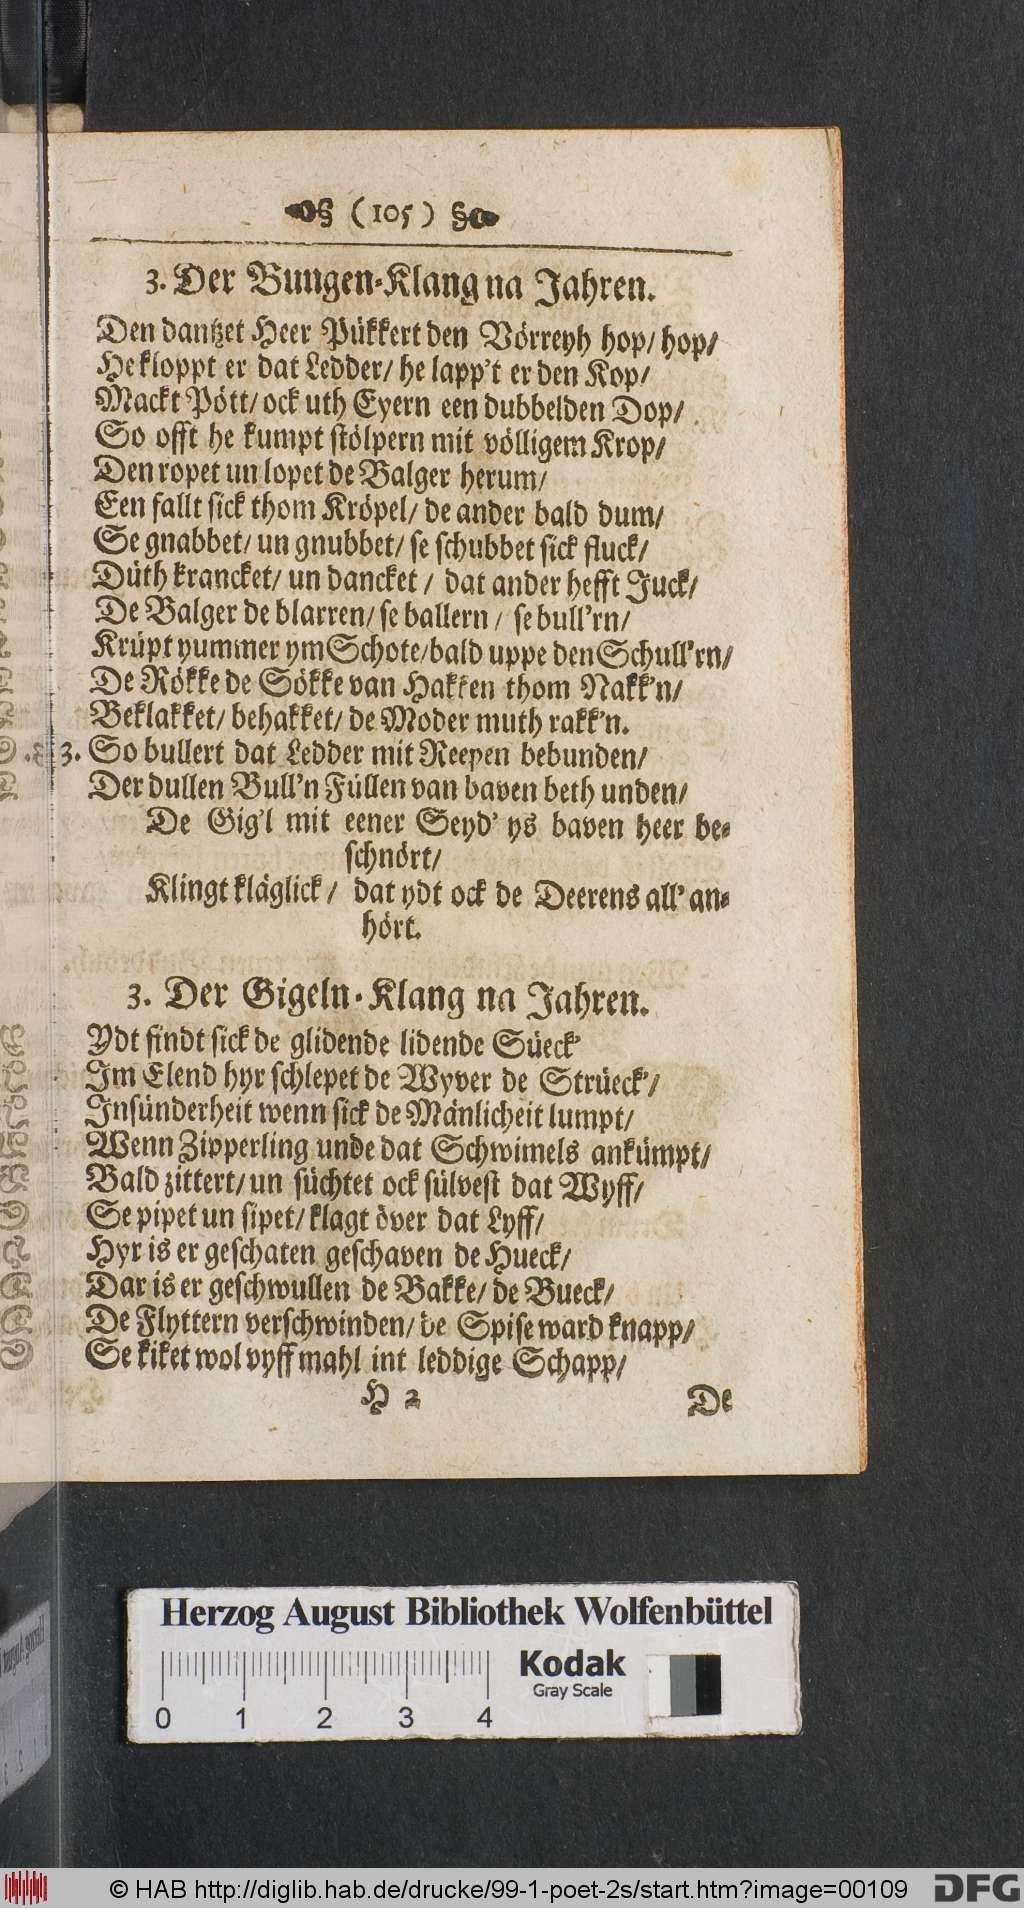 (105)
3. Der Bungen-Klang na Jahren.
Den dantzet Heer Pükkert den Vörreyh hop/ hop/
He kloppt er dat Ledder/ he lapp't er den Kop/
Mackt Pött/ ock uth Eyern een dubbelden Dop/
So offt he kumpt stölpern mit völligem Krop/
Den ropet un lopet de Balger herum/
Een fallt sick thom Kröpel/ de ander bald dum/
Se gnabbet/ un gnubbet/ se schubbet sick fluck/
Düth krancket/ un dancket/ dat ander hefft Juck/
De Balger de blarren/ se ballern/ se bull'rn/
Krüpt yummer ym Schote/ bald uppe den Schull'rn/
De Rökke de Sökke van Hakken thom Nakk'n/
Beklakket/ behakket/ de Moder muth rakk'n.
3. So bullert dat Ledder mit Reepen bebunden/
Der dullen Bull'n Füllen van baven beth unden/
De Gig'l mit eener Seyd' ys baven heer be-
schnört/
Klingt kläglick/ dat ydt ock de Deerens all' an-
hört.
3. Der Gigeln-Klang na Jahren.
Ydt findt sick de glidende lidende Süeck'
Im Elend hyr schlepet de Wyver de Strüeck'/
Insünderheit wenn sick de Mänlicheit lumpt/
Wenn Zipperling unde dat Schwimels ankümpt/
Bald zittert/ un süchtet ock sülvest dat Wyff/
Se pipet un sipet/ klagt över dat Lyff/
Hyr is er geschaten geschaven de Hueck/
Dar is er geschwullen de Bakke/ de Bueck/
De Flyttern verschwinden/ de Spise ward knapp/
Se kiket wol vyff mahl int leddige Schapp/
H 2 De
Herzog August Bibliothek Wolfenbüttel
Kodak
Gray Scale
0 1 2 3 4
© HAB http://diglib.hab.de/drucke/99-1-poet-2s/start.htm?image=00109
DFG